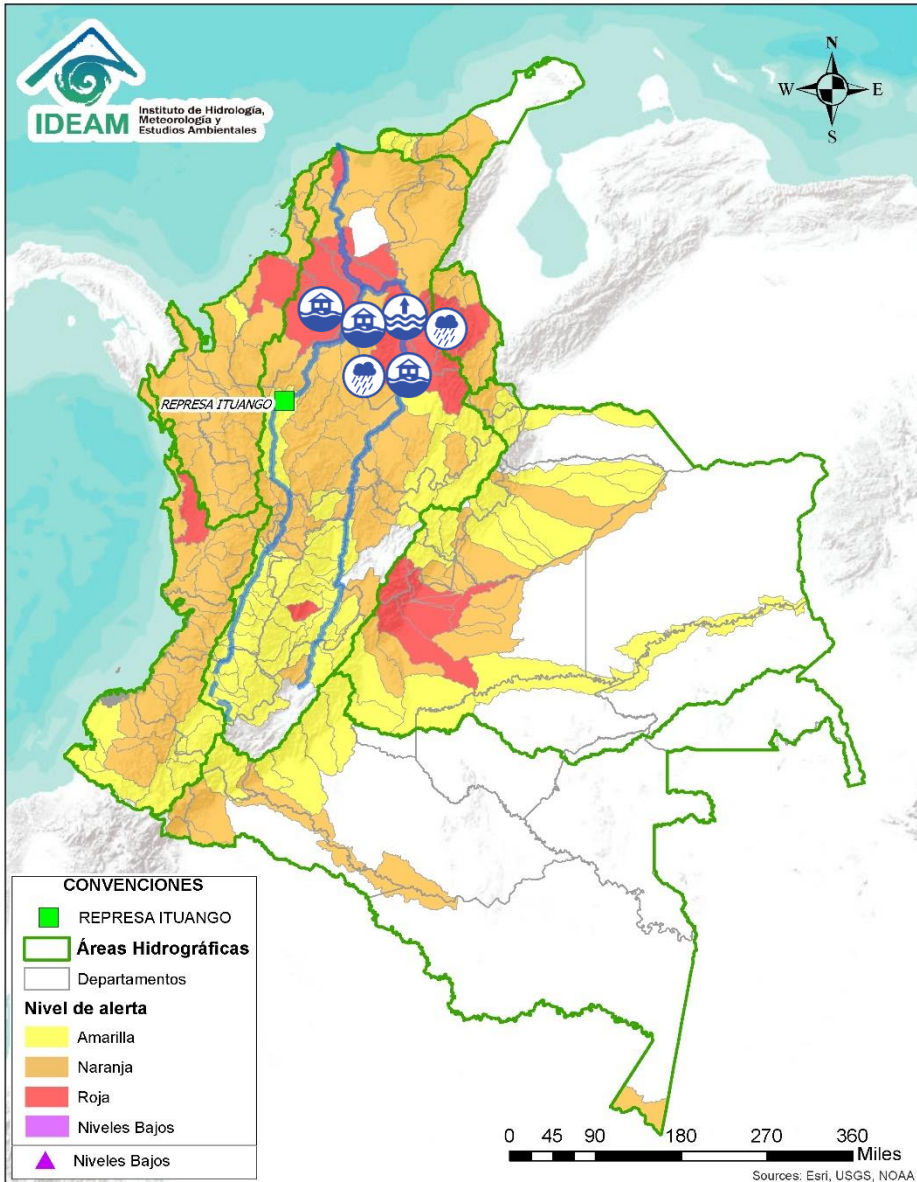 IDEAM
Instituto de Hidrología,
Meteorología y
Estudios Ambientales
N
W
E
S
REPRESA ITUANGO
CONVENCIONES
REPRESA ITUANGO
Áreas Hidrográficas
Departamentos
Nivel de alerta
Amarilla
Naranja
Roja
Niveles Bajos
Niveles Bajos
0 45 90 180 270 360
Miles
Sources: Esri, USGS, NOAA